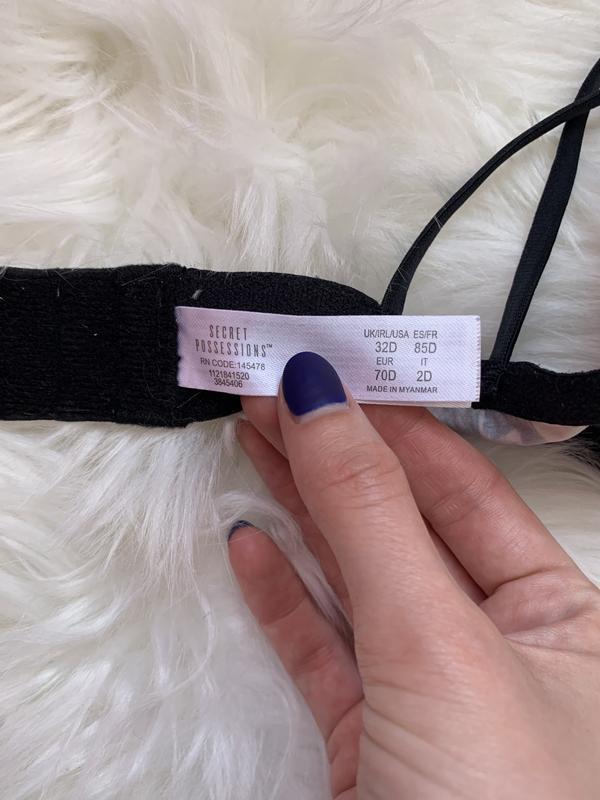 SECRET
POSSESSIONS™
RN CODE:145476
1121841520
3845406
UK/IRL/USA ES/FR
32D 85D
EUR IT
70D 2D
MADE IN MYANMAR